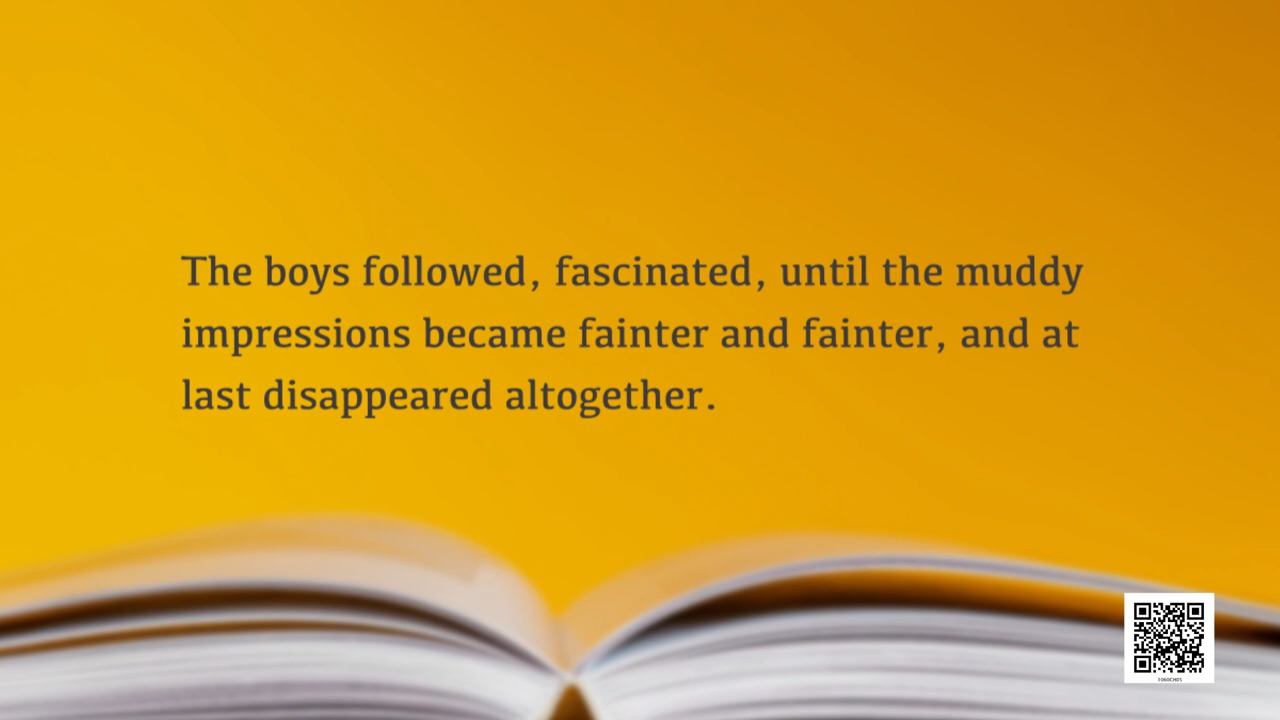 The boys followed, fascinated, until the muddy
impressions became fainter and fainter, and at
last disappeared altogether.